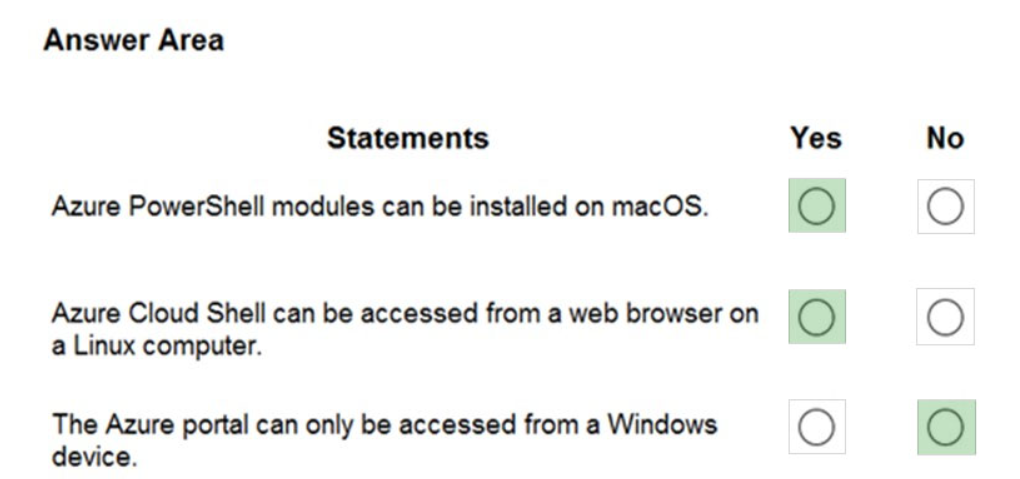 Answer Area
Statements Yes No
Azure PowerShell modules can be installed on macOS.
Azure Cloud Shell can be accessed from a web browser on
a Linux computer.
The Azure portal can only be accessed from a Windows
device.